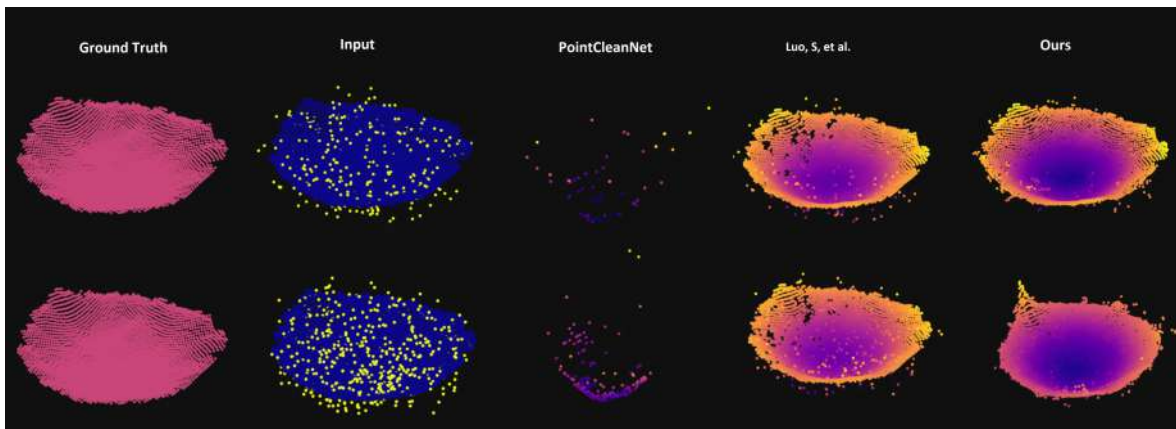 Ground Truth
Input
PointCleanNet
Luo, S, et al.
Ours